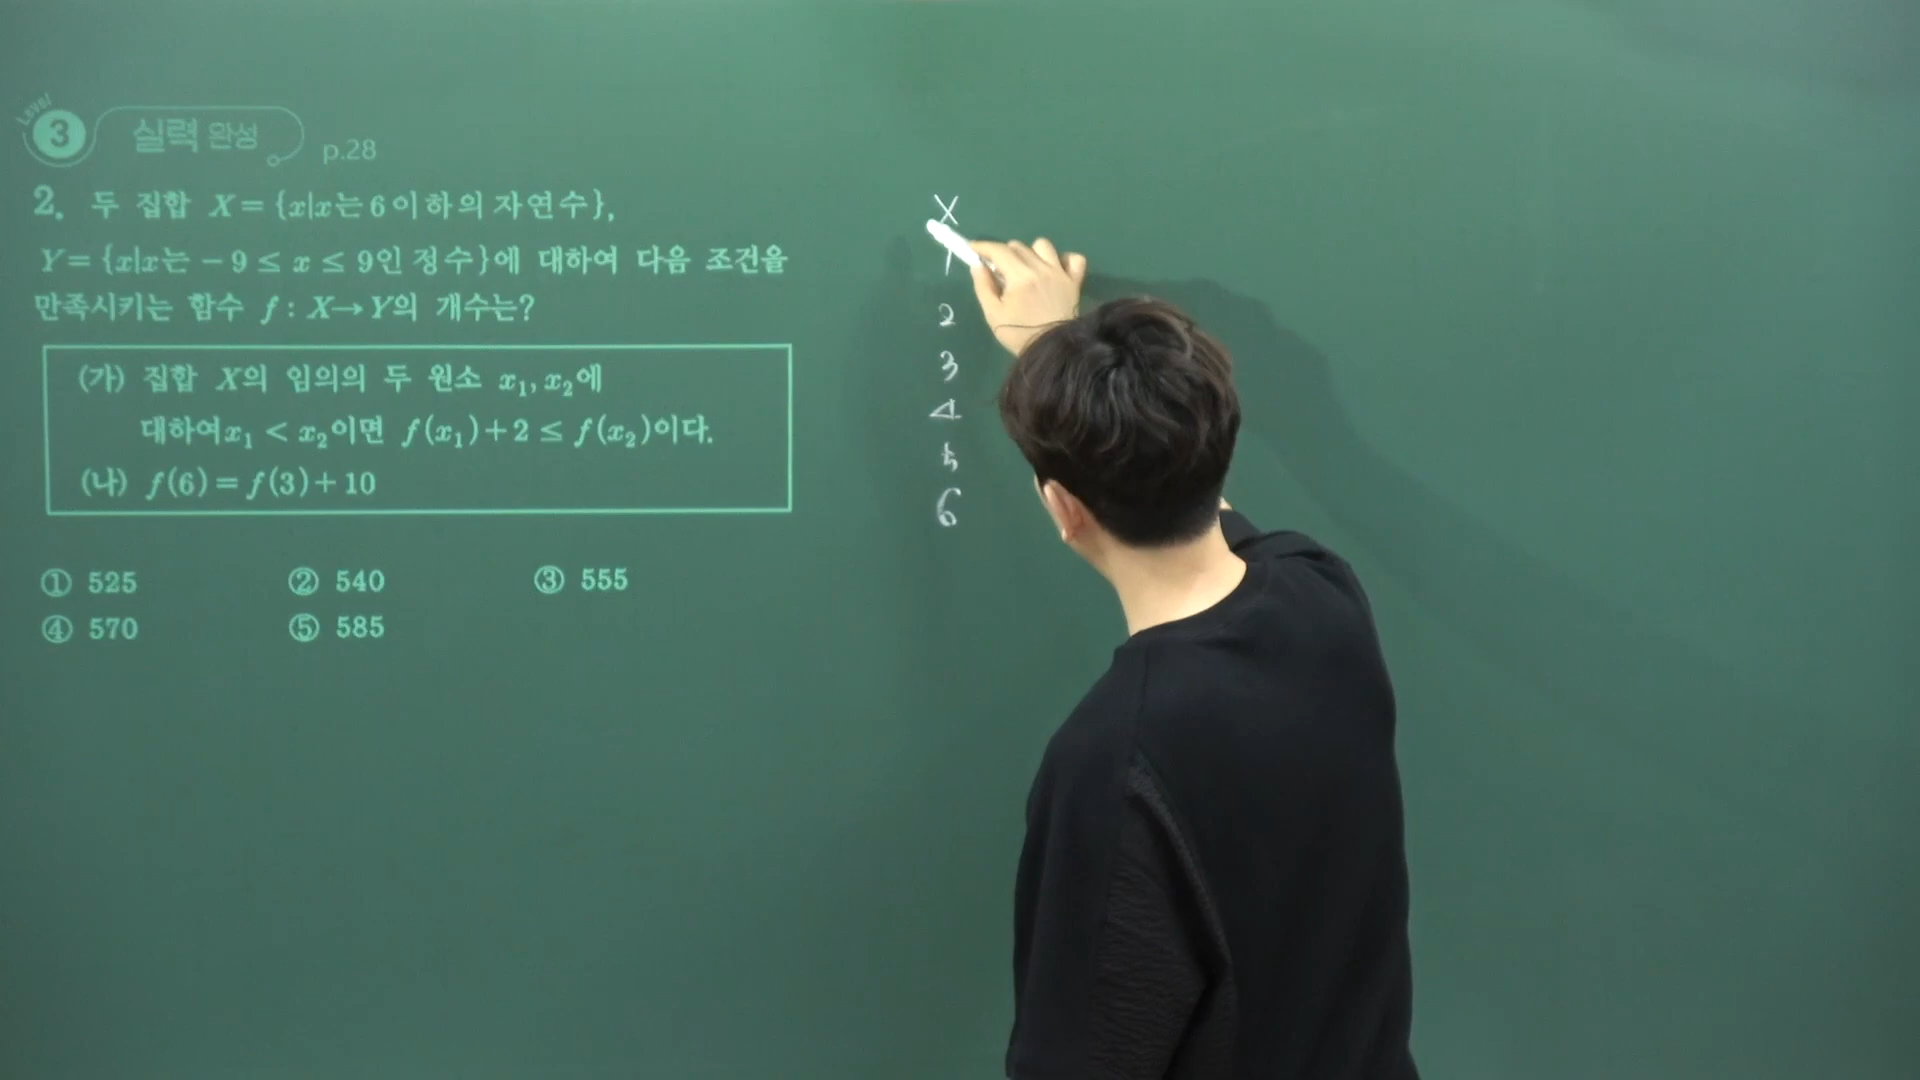 Level
3 실력 완성 p.28
2. 두 집합 X = {x|x는 6 이하의 자연수},
Y = {x|x는 −9 ≤ x ≤ 9인 정수}에 대하여 다음 조건을
만족시키는 함수 f : X→Y의 개수는?
(가) 집합 X의 임의의 두 원소 x₁, x₂에
대하여 x₁ < x₂이면 f(x₁)+2 ≤ f(x₂)이다.
(나) f(6) = f(3)+10
① 525 ② 540 ③ 555
④ 570 ⑤ 585
X
1
2
3
4
5
6